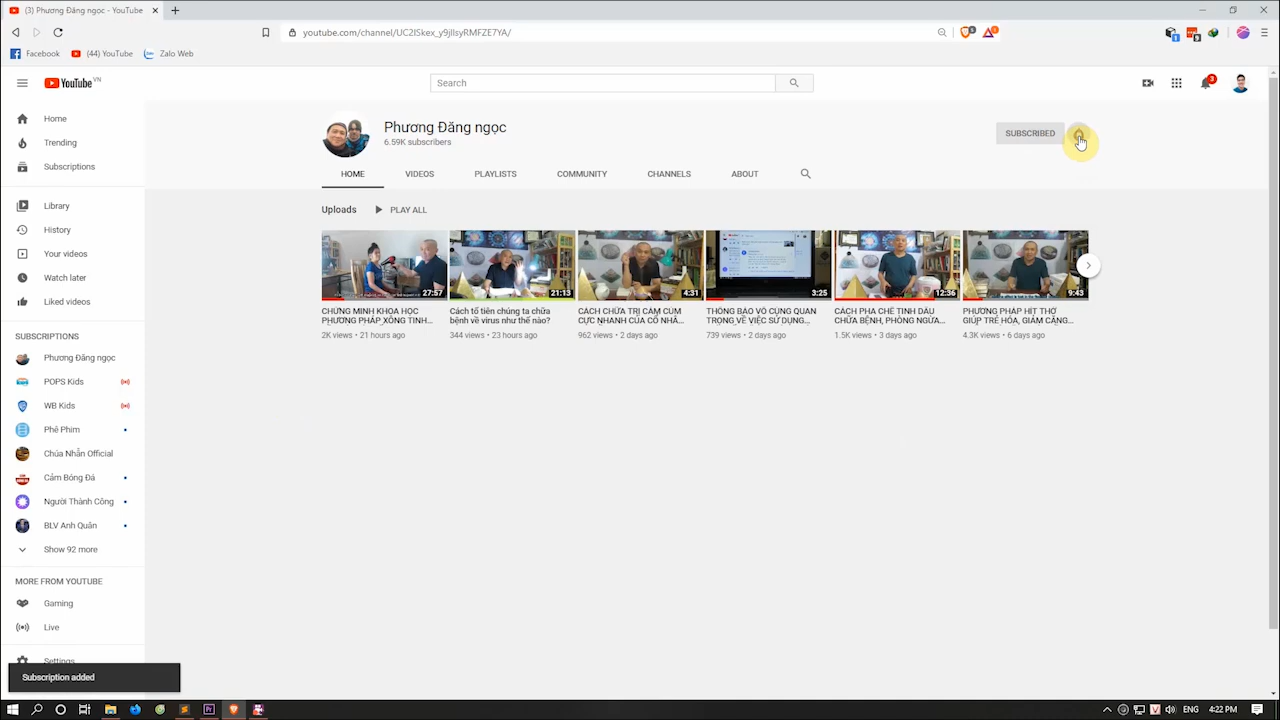 (3) Phương Đăng ngọc - YouTube
youtube.com/channel/UC2ISkex_y9jIlsyRMFZE7YA/
Facebook
(44) YouTube
Zalo Web
YouTube VN
Search
3
Home
Trending
Subscriptions
Library
History
Your videos
Watch later
Liked videos
SUBSCRIPTIONS
Phương Đăng ngọc
POPS Kids
WB Kids
Phê Phim
Chúa Nhẫn Official
Cảm Bóng Đá
Người Thành Công
BLV Anh Quân
Show 92 more
MORE FROM YOUTUBE
Gaming
Live
Settings
Subscription added
Phương Đăng ngọc
6.59K subscribers
SUBSCRIBED
HOME
VIDEOS
PLAYLISTS
COMMUNITY
CHANNELS
ABOUT
Uploads
PLAY ALL
27:57
CHỨNG MINH KHOA HỌC
PHƯƠNG PHÁP XÔNG TINH...
2K views • 21 hours ago
21:13
Cách tổ tiên chúng ta chữa
bệnh về virus như thế nào?
344 views • 23 hours ago
4:31
CÁCH CHỮA TRỊ CẢM CÚM
CỰC NHANH CỦA CỔ NHÂ...
962 views • 2 days ago
3:25
THÔNG BÁO VÔ CÙNG QUAN
TRỌNG VỀ VIỆC SỬ DỤNG...
739 views • 2 days ago
12:36
CÁCH PHA CHẾ TINH DẦU
CHỮA BỆNH, PHÒNG NGỪA...
1.5K views • 3 days ago
9:43
PHƯƠNG PHÁP HÍT THỞ
GIÚP TRẺ HÓA, GIẢM CĂNG...
4.3K views • 6 days ago
ENG
4:22 PM